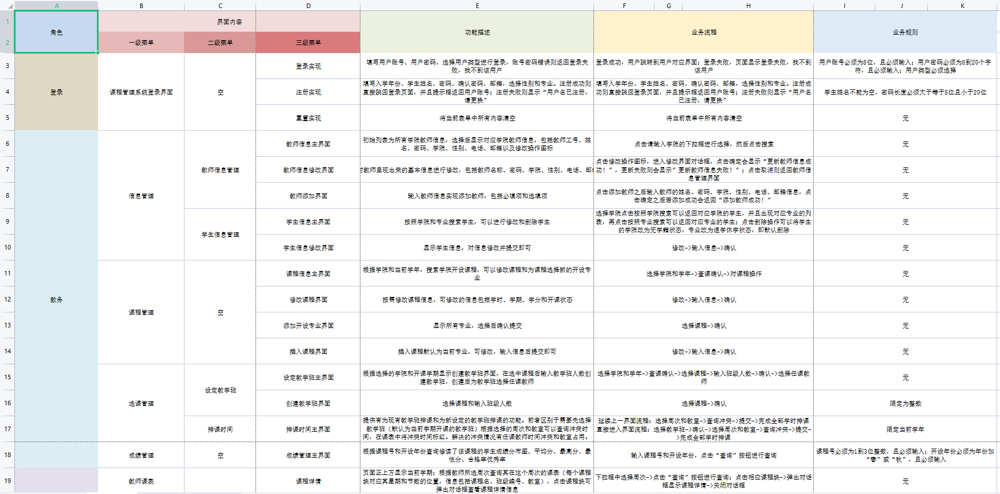 A B C D E F G H I J K
1 角色 界面内容 功能描述 业务流程 业务规则
2 一级菜单 二级菜单 三级菜单
3 登录实现 填写用户账号、用户密码，选择用户类型进行登录，账号密码错误则返回登录失
败，找不到该用户
登录成功，用户跳转到用户对应界面；登录失败，页面显示登录失败，找不到
该用户
用户账号必须为8位，且必须输入；用户密码必须为8到20个字
符，且必须输入；用户类型必须选择
4 登录 课程管理系统登录界面 空 注册实现
填写入学年份、学生姓名、密码、确认密码、邮箱，选择性别和专业。注册成功则
直接跳回登录页面，并且提示框返回用户账号；注册失败则显示“用户名已注册，
请更换”
填写入学年份、学生姓名、密码、确认密码、邮箱，选择性别和专业。注册成
功则直接跳回登录页面，并且提示框返回用户账号；注册失败则显示“用户名
已注册，请更换”
学生姓名不能为空，密码长度必须大于等于8位且小于20位
5 重置实现 将当前表单中所有内容清空 将当前表单中所有内容清空 无
6 教师信息主界面
初始列表为所有学院教师信息，选择后显示对应学院教师信息，包括教师工号、姓
名、密码、学院、性别、电话、邮箱以及修改操作图标
点击请输入学院的下拉框进行选择，然后点击搜索 无
7 教师信息管理 教师信息修改界面
对教师呈现出来的基本信息进行修改，包括教师名称、密码、学院、性别、电话、邮
点击修改操作图标，进入修改界面对话框，点击确定会显示“更新教师信息成
功！”，更新失败则会显示”更新教师信息失败！”；点击取消则返回教师信
息管理界面
无
8 信息管理 教师添加界面 输入教师信息实现添加教师，包括必填项和选填项
点击添加教师之后输入教师的姓名、密码、学院、性别、电话、邮箱信息，点
击确定之后若添加成功会返回“添加教师成功！”
无
9 学生信息管理 学生信息主界面 按照学院和专业搜索学生，可以进行修改和删除学生
选择学院点击按照学院搜索可以返回对应学院的学生，并且出现对应专业的列
表，再点击按照专业搜索可以返回对应专业的学生；点击删除操作可以将学生
的学院改为无学籍状态，专业改为退学休学状态，即默认删除
无
10 学生信息修改界面 显示学生信息，对信息修改并提交即可 修改->输入信息->确认 无
11 课程信息主界面
根据学院和当前学年，搜索学院开设课程，可以修改课程和为课程选择新的开设专
业
选择学院和学年->查课确认->对课程操作 无
12 教务 修改课程界面 按需修改课程信息，可修改的信息包括学时、学期、学分和开课状态 修改->输入信息->确认 无
课程管理 空
13 添加开设专业界面 显示所有专业，选择后确认提交 选择课程->确认 无
14 插入课程界面 插入课程默认为当前专业，可修改，输入信息后提交即可 修改->输入信息->确认 无
15 设定教学班主界面
根据选择的学院和开课学期显示创建教学班界面，在选中课程后输入教学班人数创
建教学班，创建后为教学班选择任课教师
选择学院和学年->查课确认->选择课程->输入班级人数->确认->选择任课教
师
无
设定教学班
16 选课管理 创建教学班界面 选择课程和输入班级人数 选择课程->确认 限定为整数
17 排课时间 排课时间主界面
提供有为现有教学班排课和为新设定的教学班排课的功能。前者区别于需要先选择
教学班（默认为当前学期开课的教学班）根据选择的周次和教室可以查询冲突时
间，在课表中将冲突时间标红。解决的冲突情况有任课教师时间冲突和教室占用。
延续上一界面流程：选择周次和教室->查询冲突->提交->完成全部学时排课
直接进入界面流程：选择教学班->确认->选择周次和教室->查询冲突->提交-
>完成全部学时排课
限定当前学年
18 成绩管理 空 成绩管理主界面
根据课程号和开设年份查询修读了该课程的学生成绩分布图、平均分、最高分、最
低分、合格率优秀率
输入课程号和开设年份，点击“查询”按钮进行查询
课程号必须为1到3位整数，且必须输入；开设年份必须为年份加
“春”或“秋”，且必须输入
19 教师课表 课程详情
页面正上方显示当前学期；根据教师所选周次查询其在这个周次的课表（每个课程
块对应其星期和节数的位置，信息包括课程名、班级编号、教室），点击课程块可
弹出对话框查看课程详情信息
下拉框中选择周次->点击“查询”按钮进行查询；点击相应课程块->弹出对话
框显示课程详情->关闭对话框
无